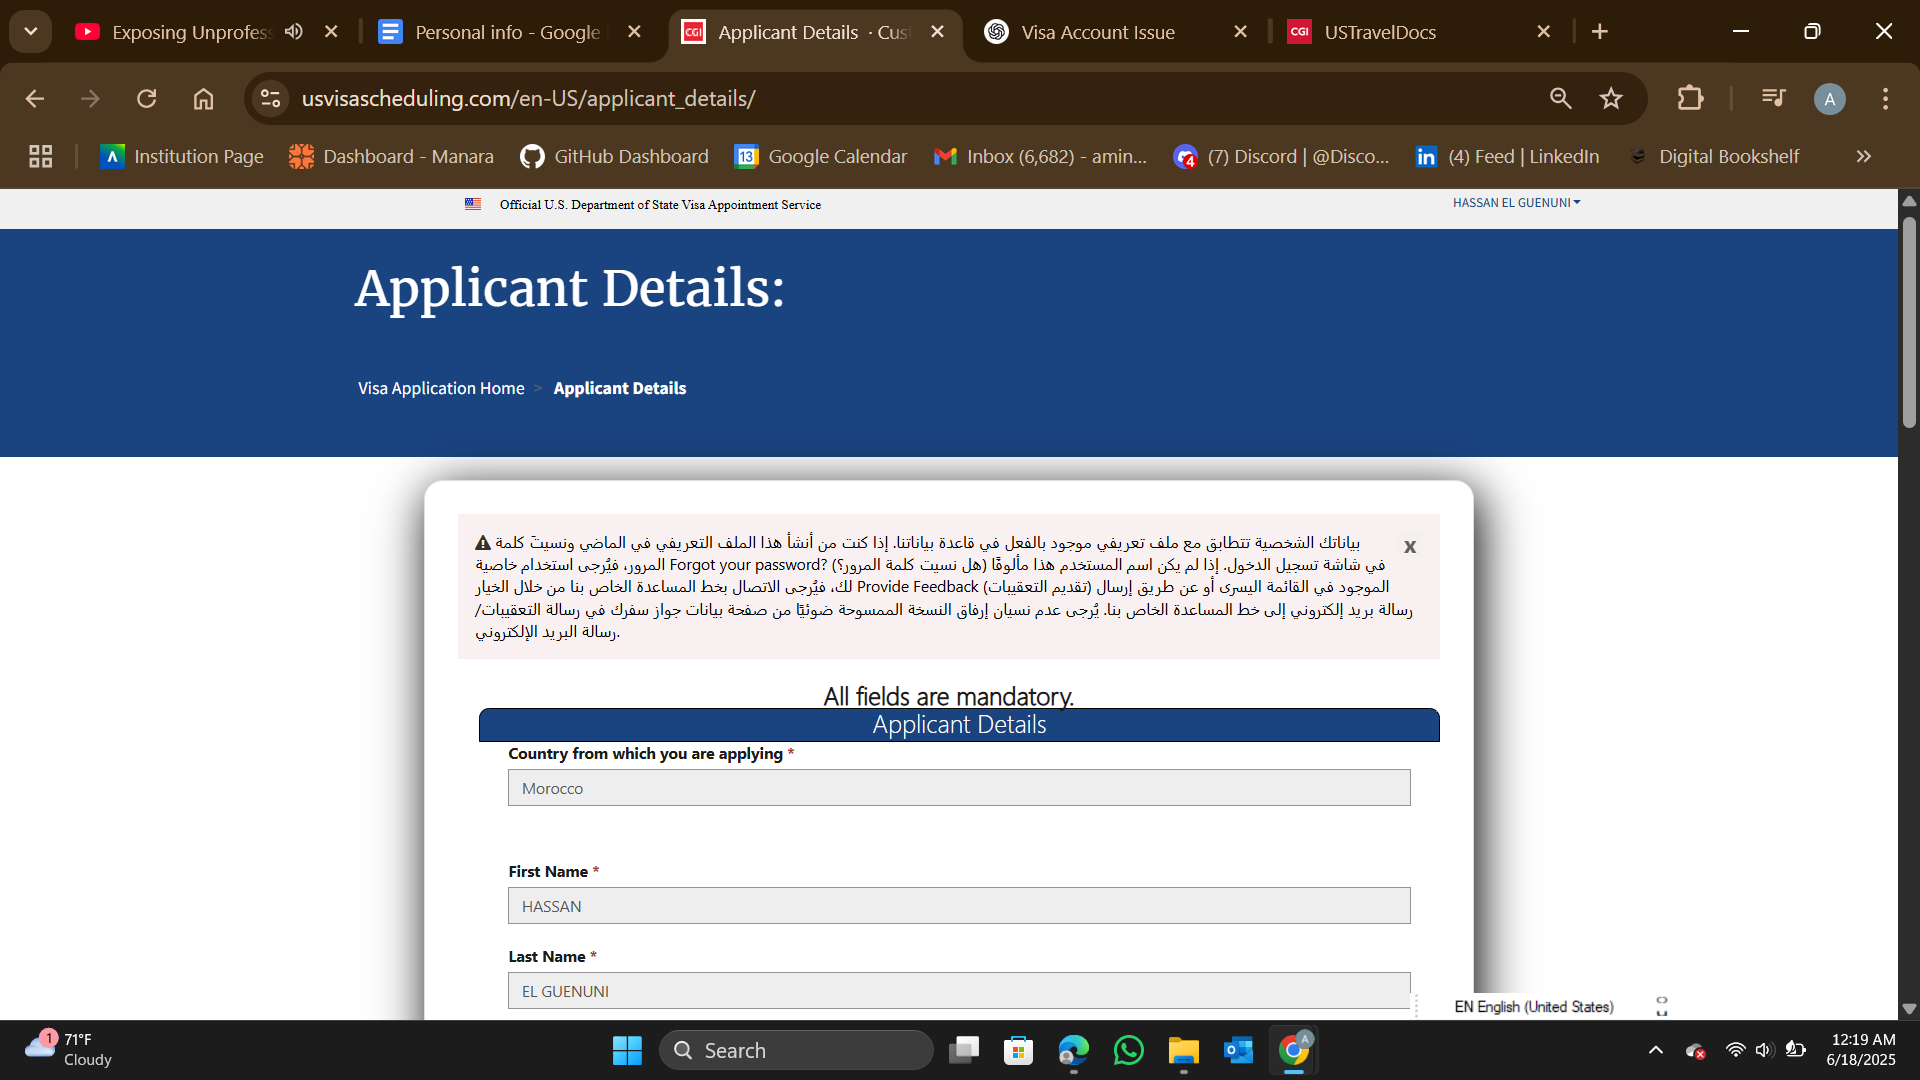 Exposing Unprofess
Personal info - Google
Applicant Details · Cus
Visa Account Issue
USTravelDocs
usvisascheduling.com/en-US/applicant_details/
A
Institution Page
Dashboard - Manara
GitHub Dashboard
Google Calendar
Inbox (6,682) - amin...
(7) Discord | @Disco...
(4) Feed | LinkedIn
Digital Bookshelf
Official U.S. Department of State Visa Appointment Service
HASSAN EL GUENUNI
Applicant Details:
Visa Application Home > Applicant Details
بياناتك الشخصية تتطابق مع ملف تعريفي موجود بالفعل في قاعدة بياناتنا. إذا كنت من أنشأ هذا الملف التعريفي في الماضي ونسيتَ كلمة
المرور، فيُرجى استخدام خاصية Forgot your password? (هل نسيت كلمة المرور؟) في شاشة تسجيل الدخول. إذا لم يكن اسم المستخدم هذا مألوفًا
لك، فيُرجى الاتصال بخط المساعدة الخاص بنا من خلال الخيار Provide Feedback (تقديم التعقيبات) الموجود في القائمة اليسرى أو عن طريق إرسال
رسالة بريد إلكتروني إلى خط المساعدة الخاص بنا. يُرجى عدم نسيان إرفاق النسخة الممسوحة ضوئيًا من صفحة بيانات جواز سفرك في رسالة التعقيبات/
رسالة البريد الإلكتروني.
x
All fields are mandatory.
Applicant Details
Country from which you are applying *
Morocco
First Name *
HASSAN
Last Name *
EL GUENUNI
EN English (United States)
1
71°F
Cloudy
Search
12:19 AM
6/18/2025